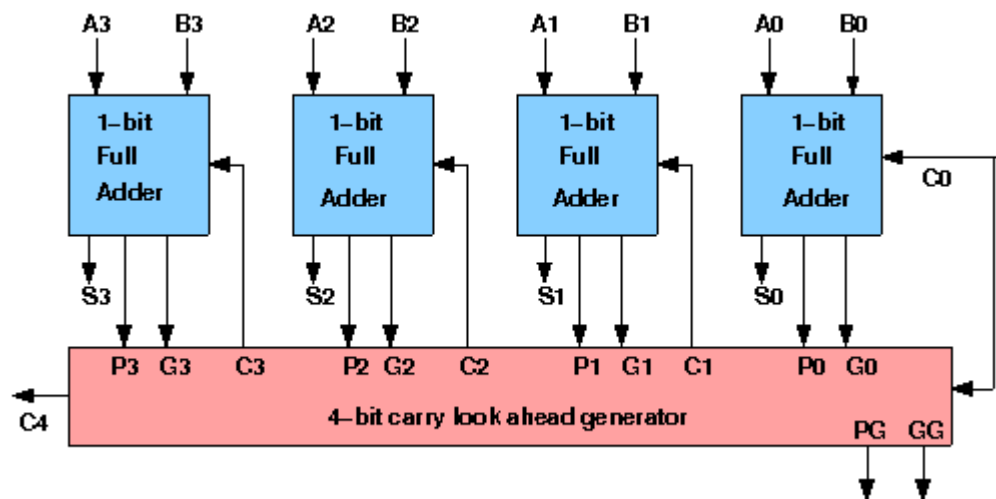 A3 B3 A2 B2 A1 B1 A0 B0
1-bit Full Adder
1-bit Full Adder
1-bit Full Adder
1-bit Full Adder
C0
S3 S2 S1 S0
P3 G3 C3 P2 G2 C2 P1 G1 C1 P0 G0
C4
4-bit carry look ahead generator
PG GG